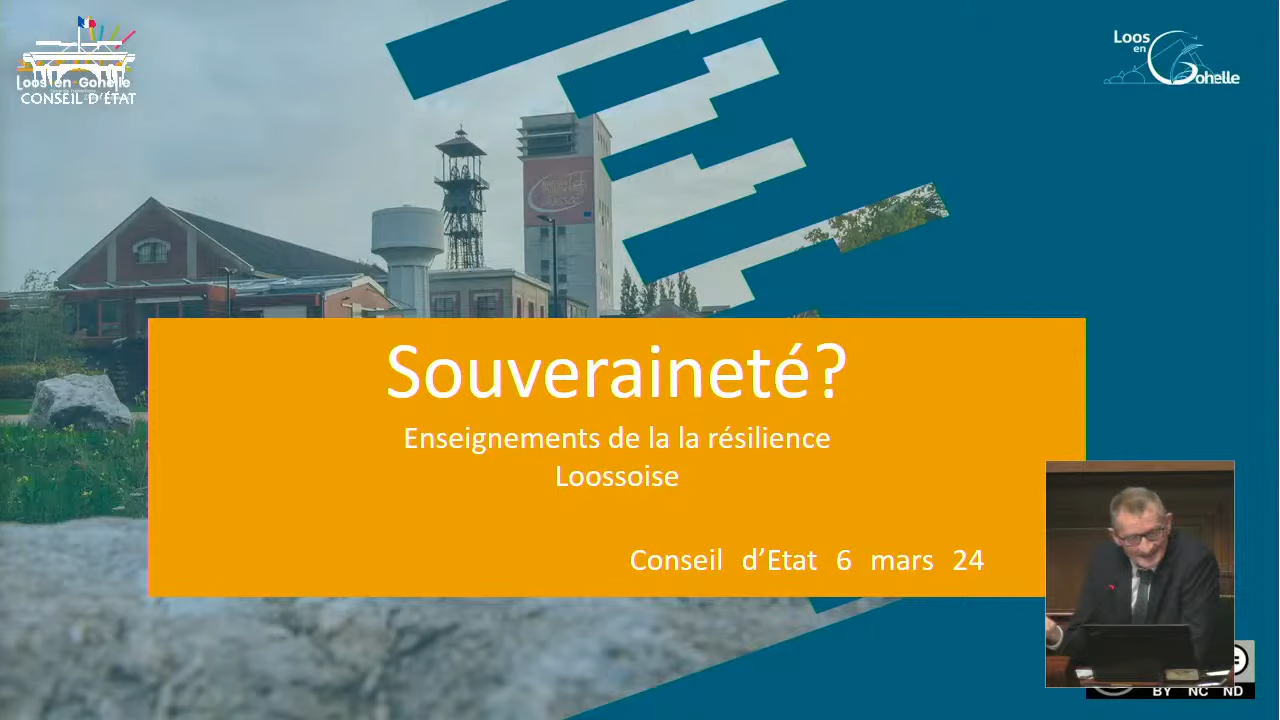 Loos en Gohelle
CONSEIL D'ÉTAT
Loos
en
Gohelle
Souveraineté?
Enseignements de la la résilience
Loossoise
Conseil d’Etat 6 mars 24
BY NC ND